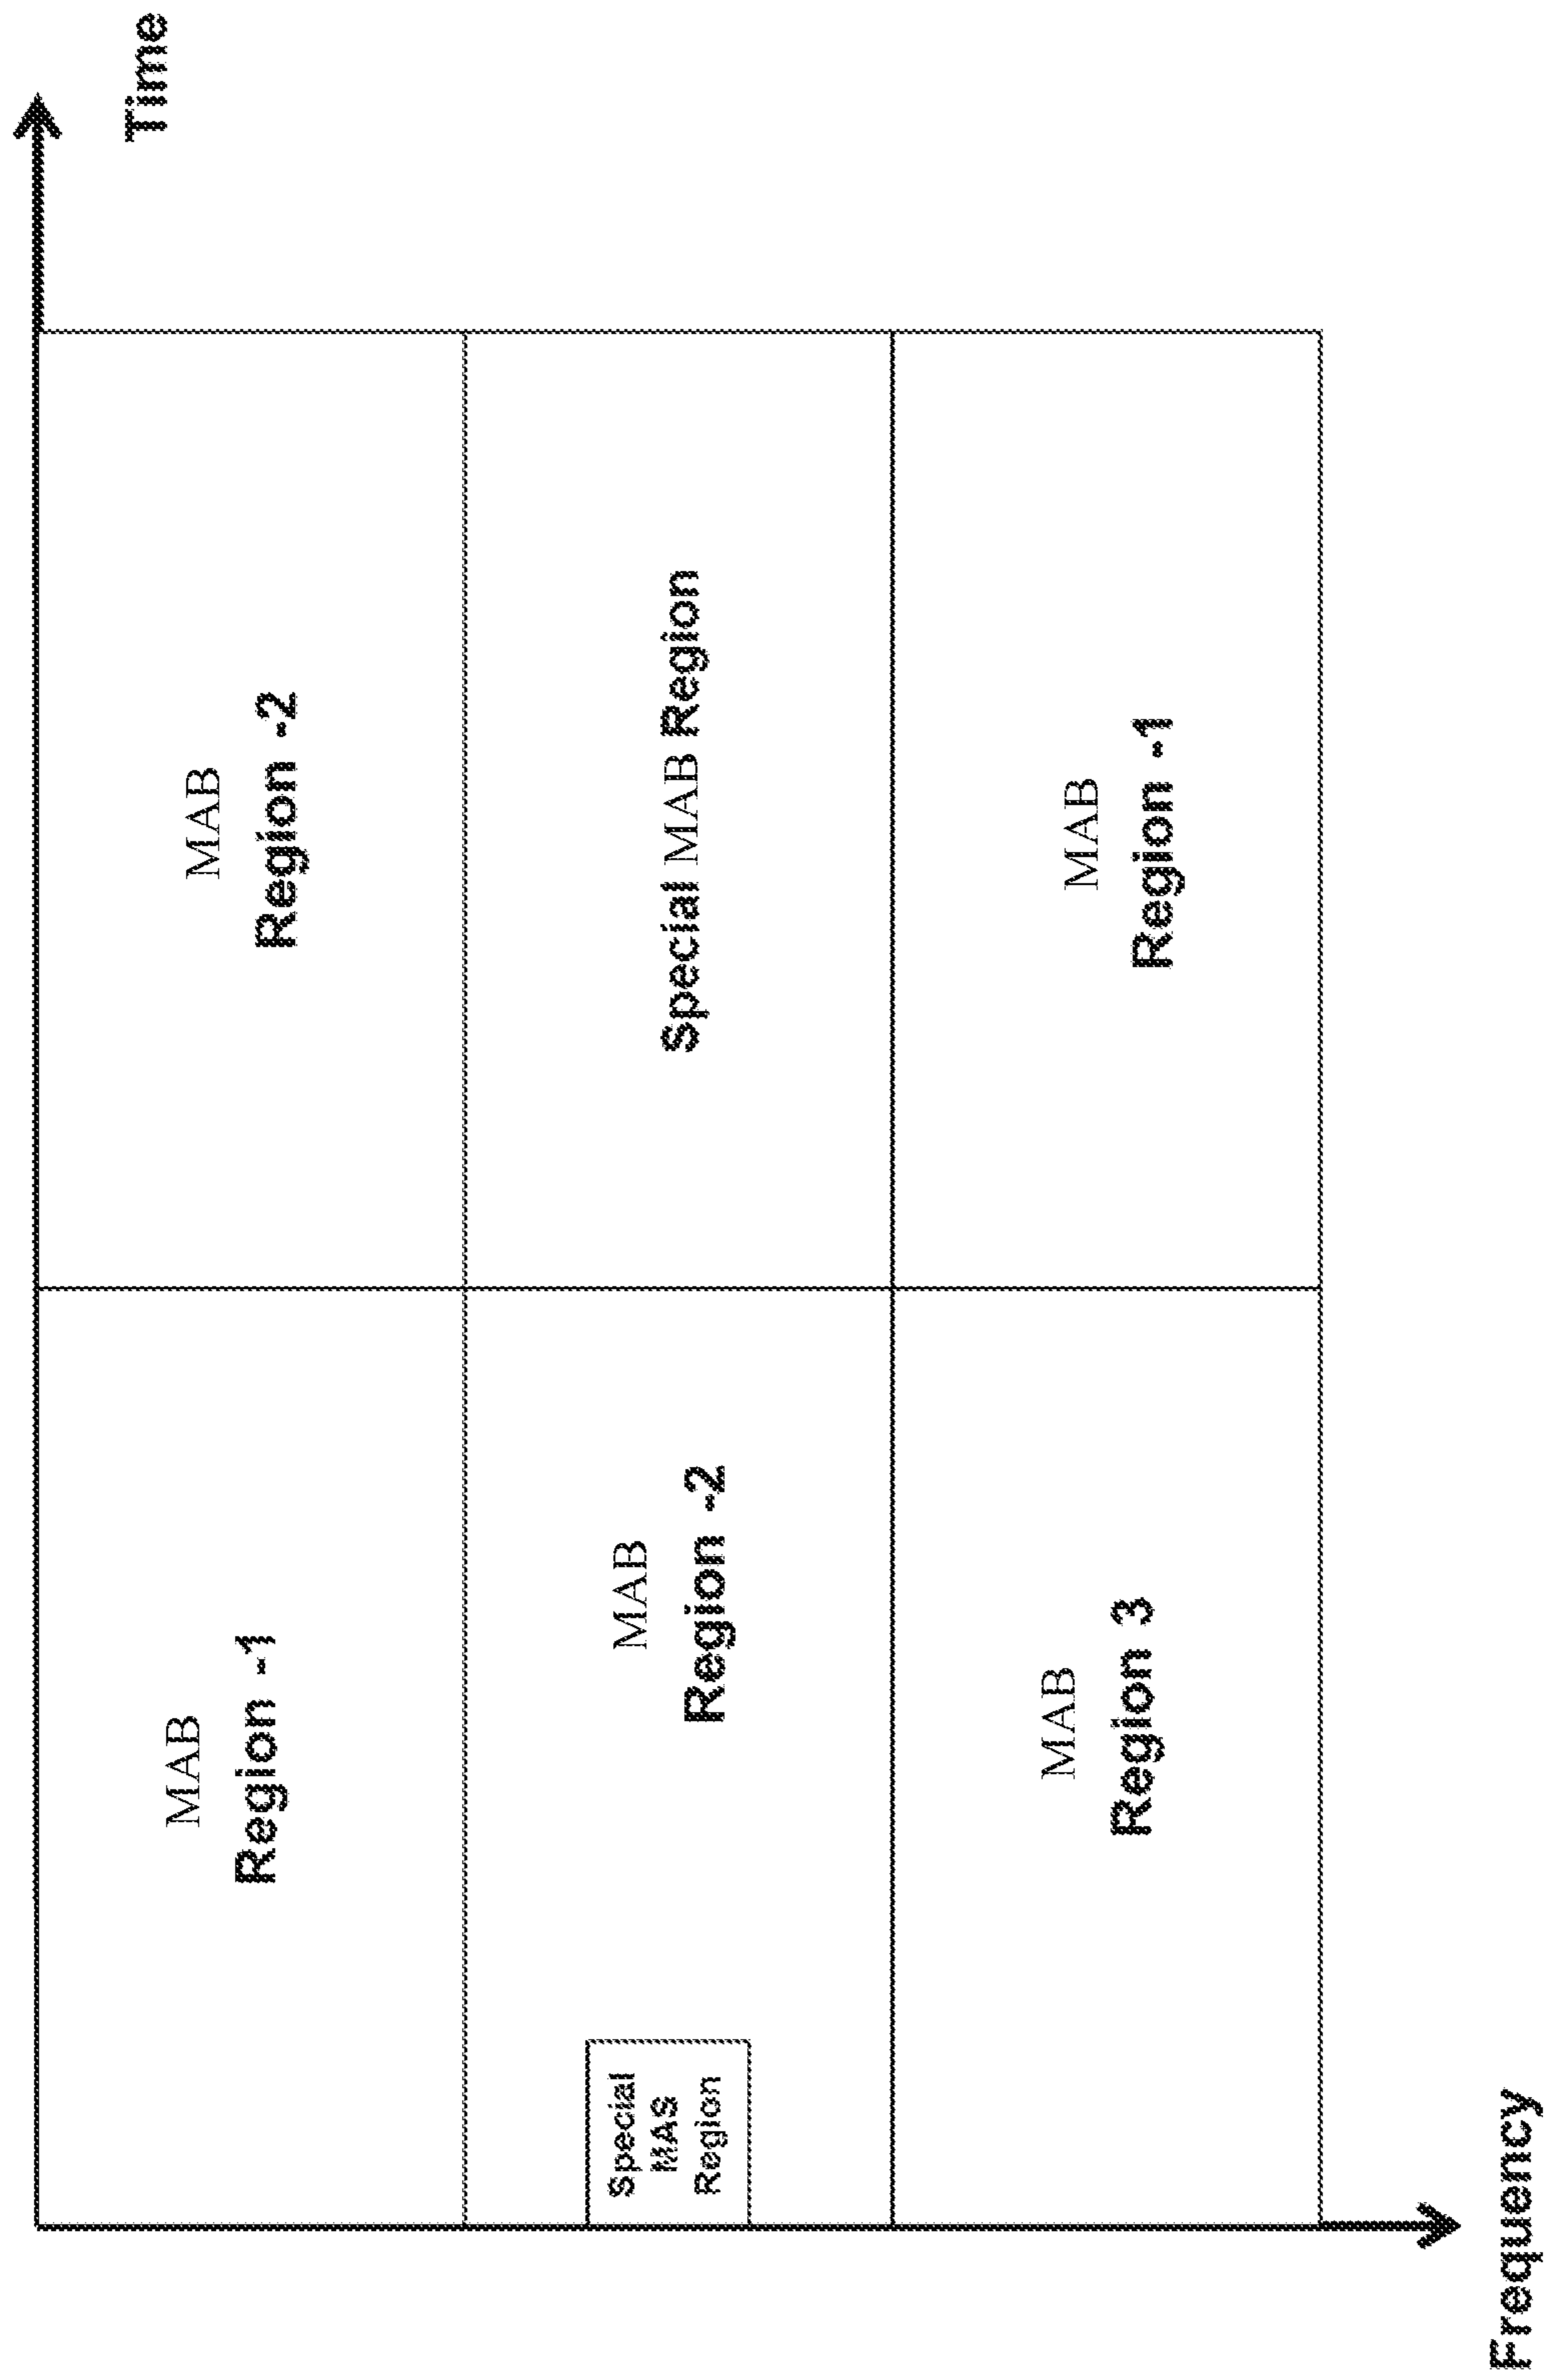 Time
MAB
Region -1
MAB
Region -2
Special
MAS
Region
MAB
Region -2
Special MAB Region
MAB
Region 3
MAB
Region -1
Frequency